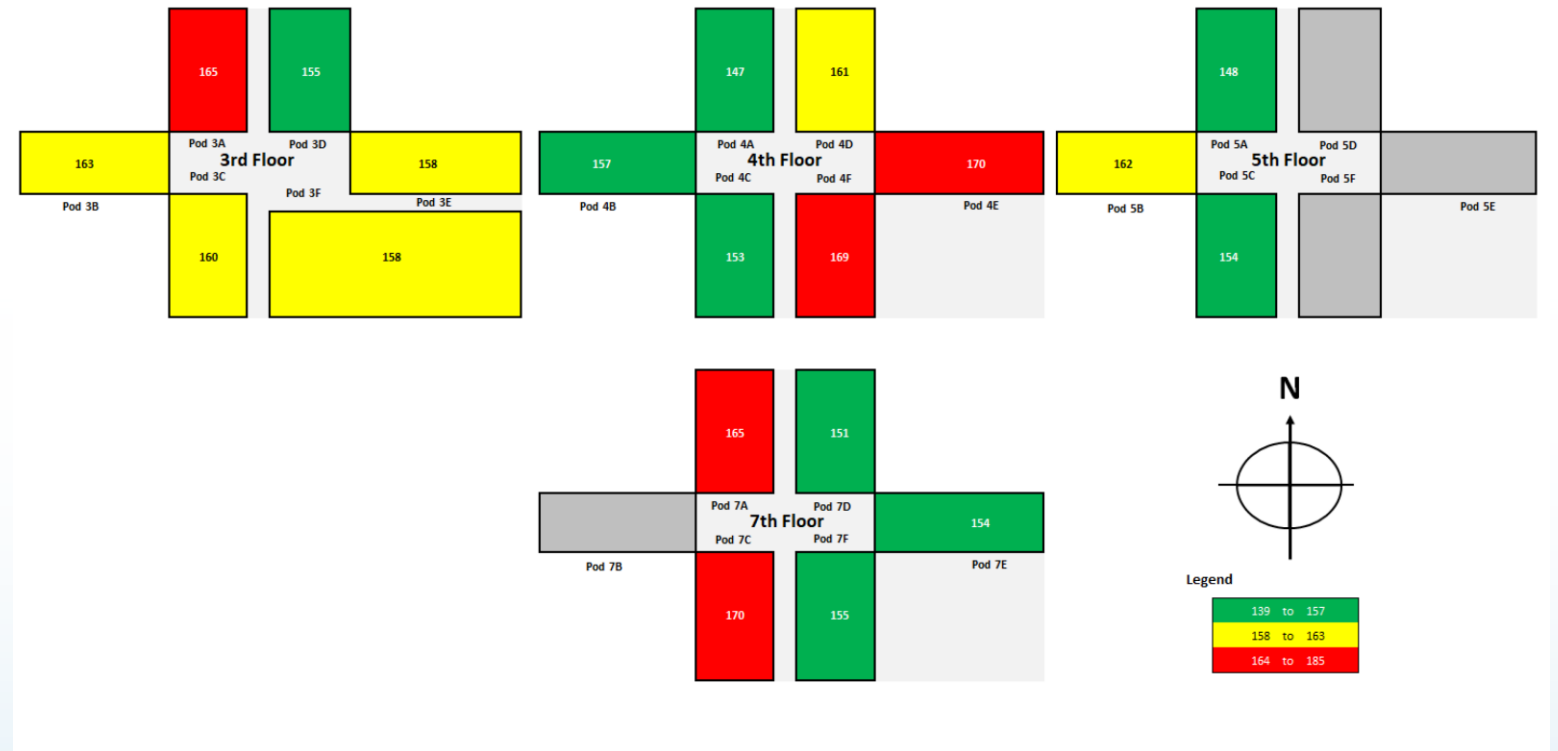 165
155
Pod 3A
Pod 3D
163
3rd Floor
158
Pod 3C
Pod 3F
Pod 3B
Pod 3E
160
158
147
161
Pod 4A
Pod 4D
157
4th Floor
170
Pod 4C
Pod 4F
Pod 4B
Pod 4E
153
169
148
Pod 5A
Pod 5D
162
5th Floor
Pod 5C
Pod 5F
Pod 5B
Pod 5E
154
165
151
Pod 7A
Pod 7D
7th Floor
154
Pod 7C
Pod 7F
Pod 7B
Pod 7E
170
155
N
Legend
139 to 157
158 to 163
164 to 185